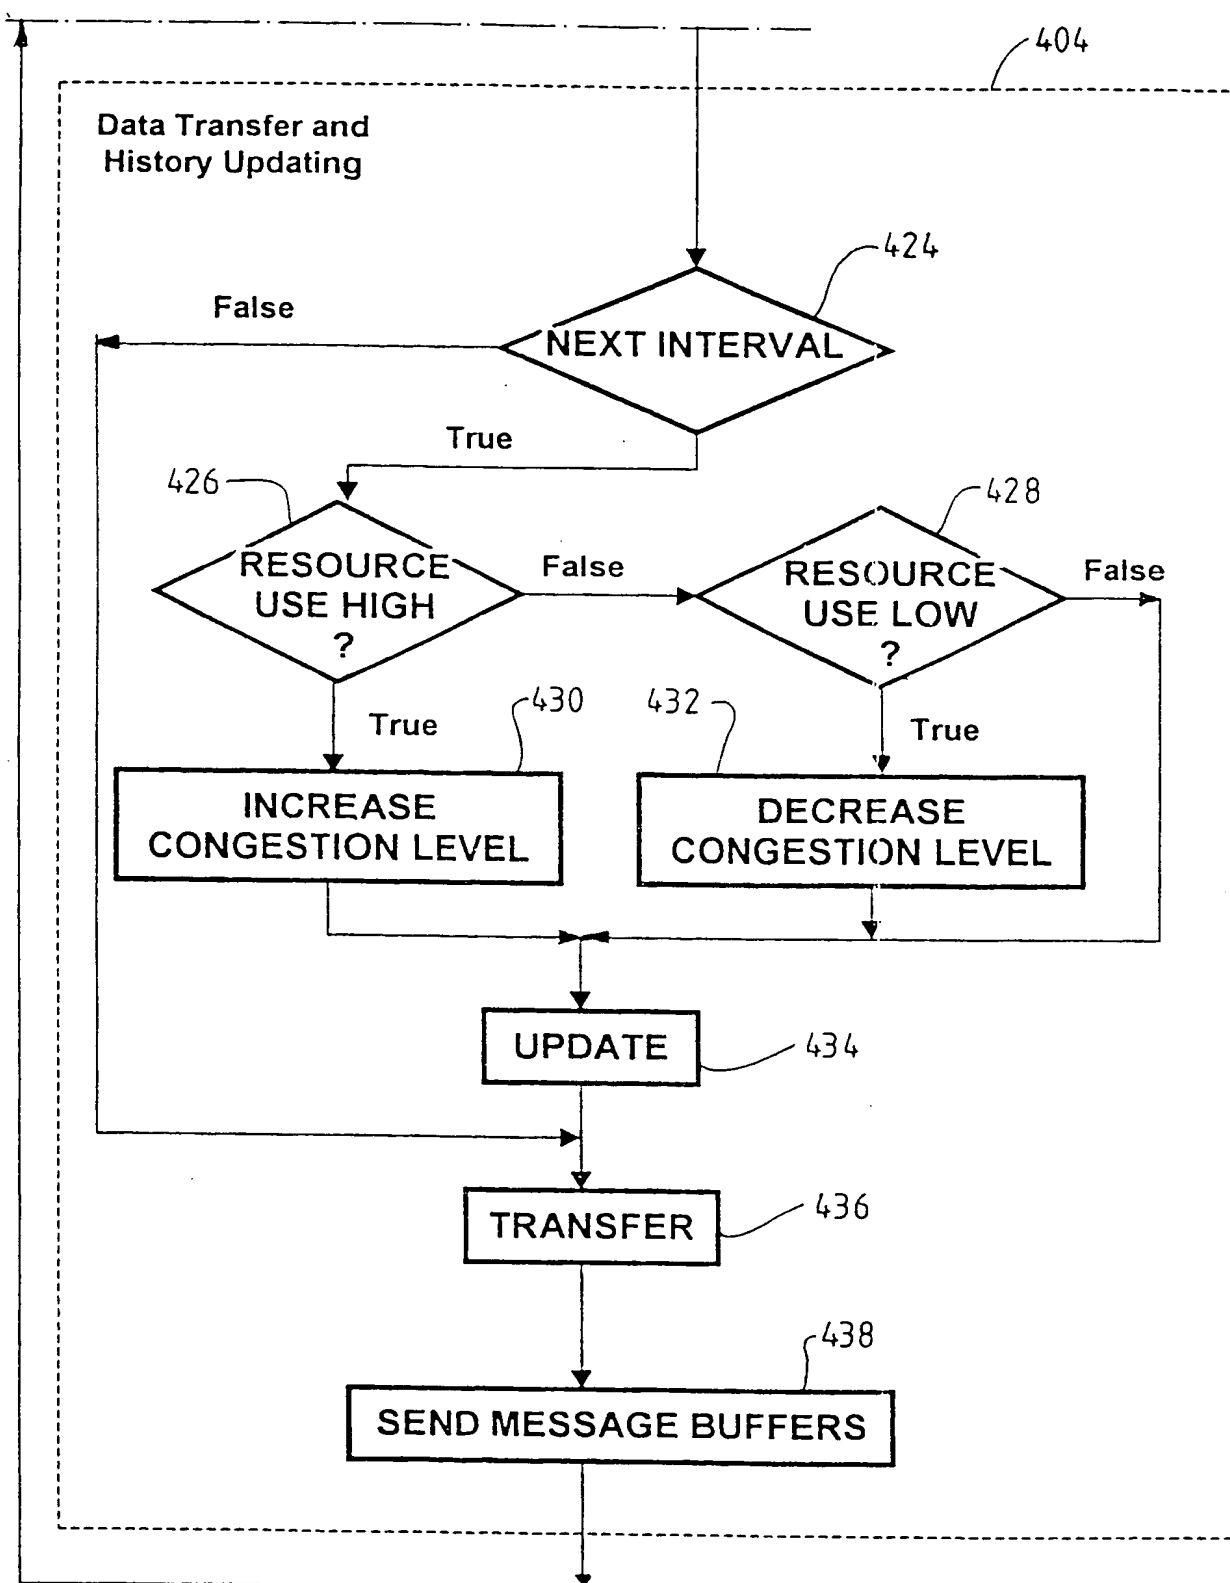 404
Data Transfer and
History Updating
424
False
NEXT INTERVAL
True
426
428
RESOURCE
USE HIGH
?
False
RESOURCE
USE LOW
?
False
430
432
True
True
INCREASE
CONGESTION LEVEL
DECREASE
CONGESTION LEVEL
UPDATE
434
TRANSFER
436
438
SEND MESSAGE BUFFERS